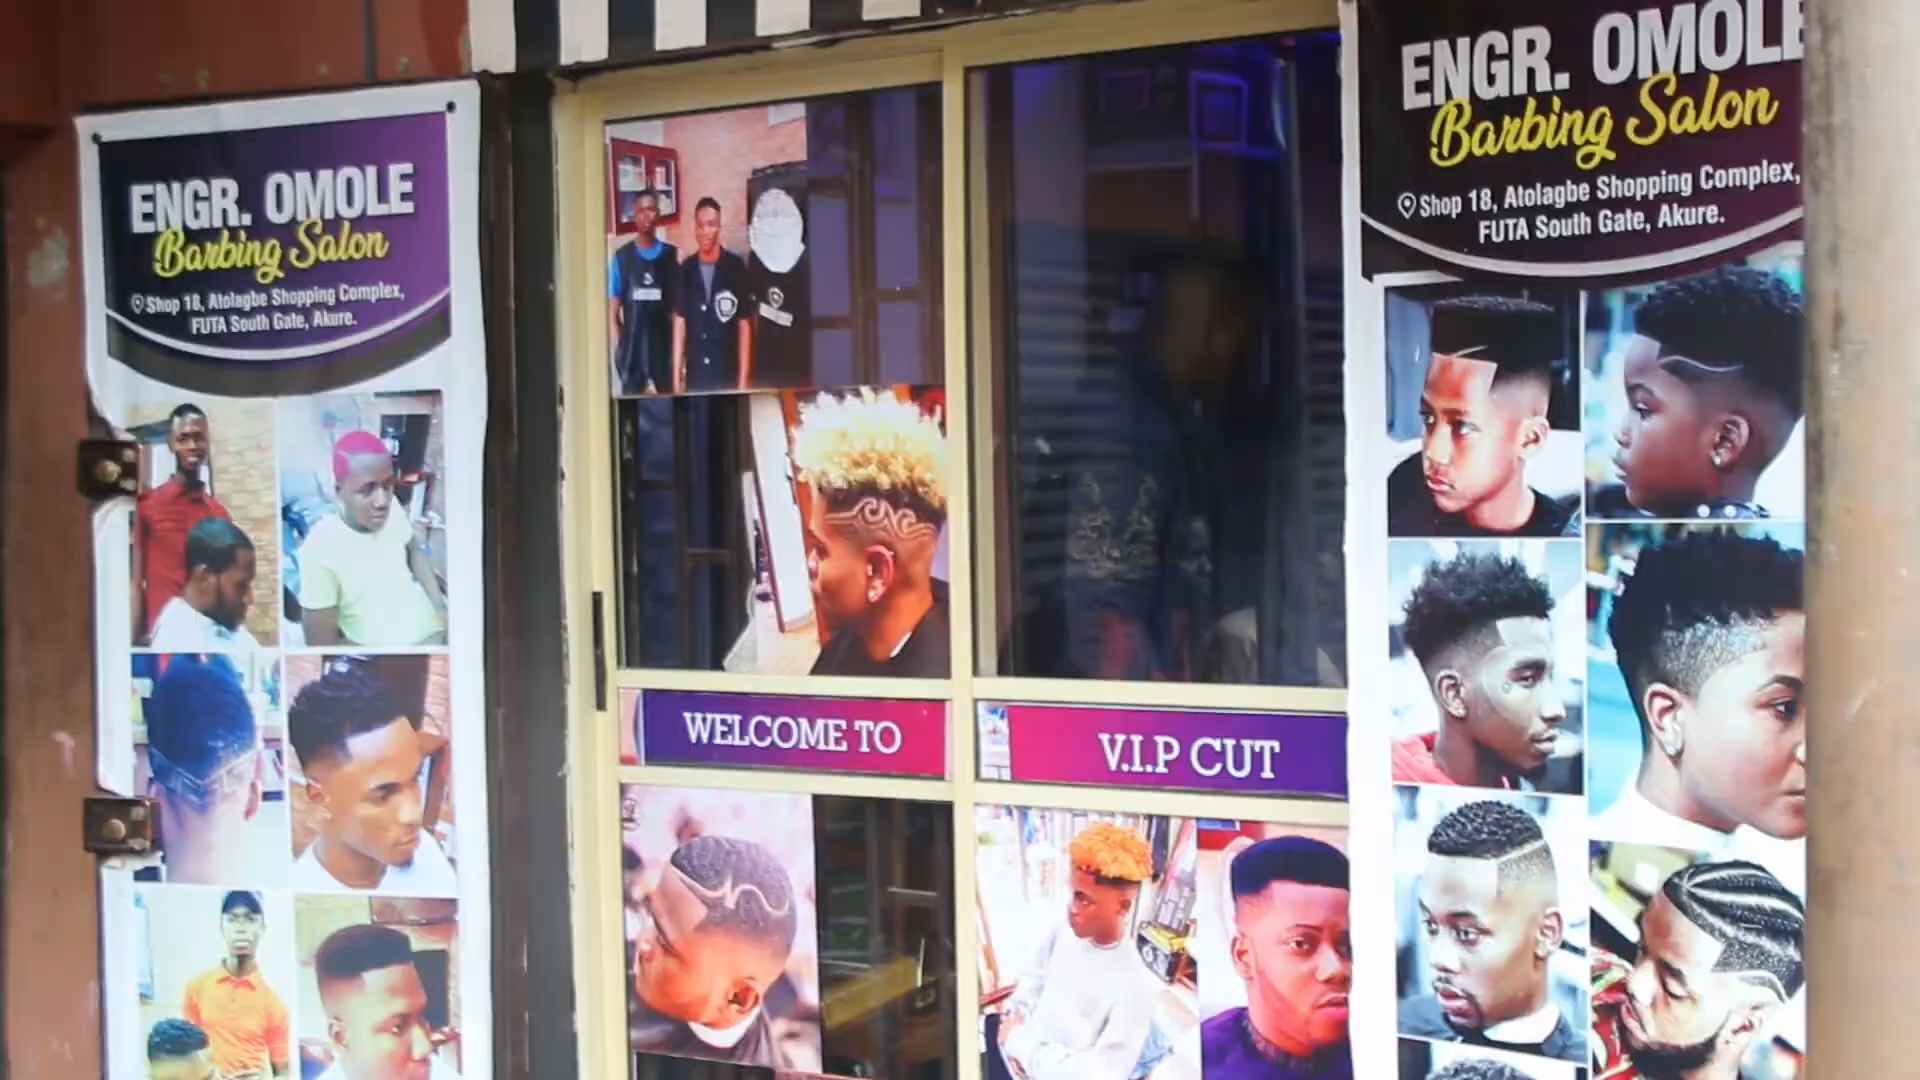 ENGR. OMOLE
Barbing Salon
Shop 18, Atolagbe Shopping Complex,
FUTA South Gate, Akure.
WELCOME TO
V.I.P CUT
ENGR. OMOLE
Barbing Salon
Shop 18, Atolagbe Shopping Complex,
FUTA South Gate, Akure.